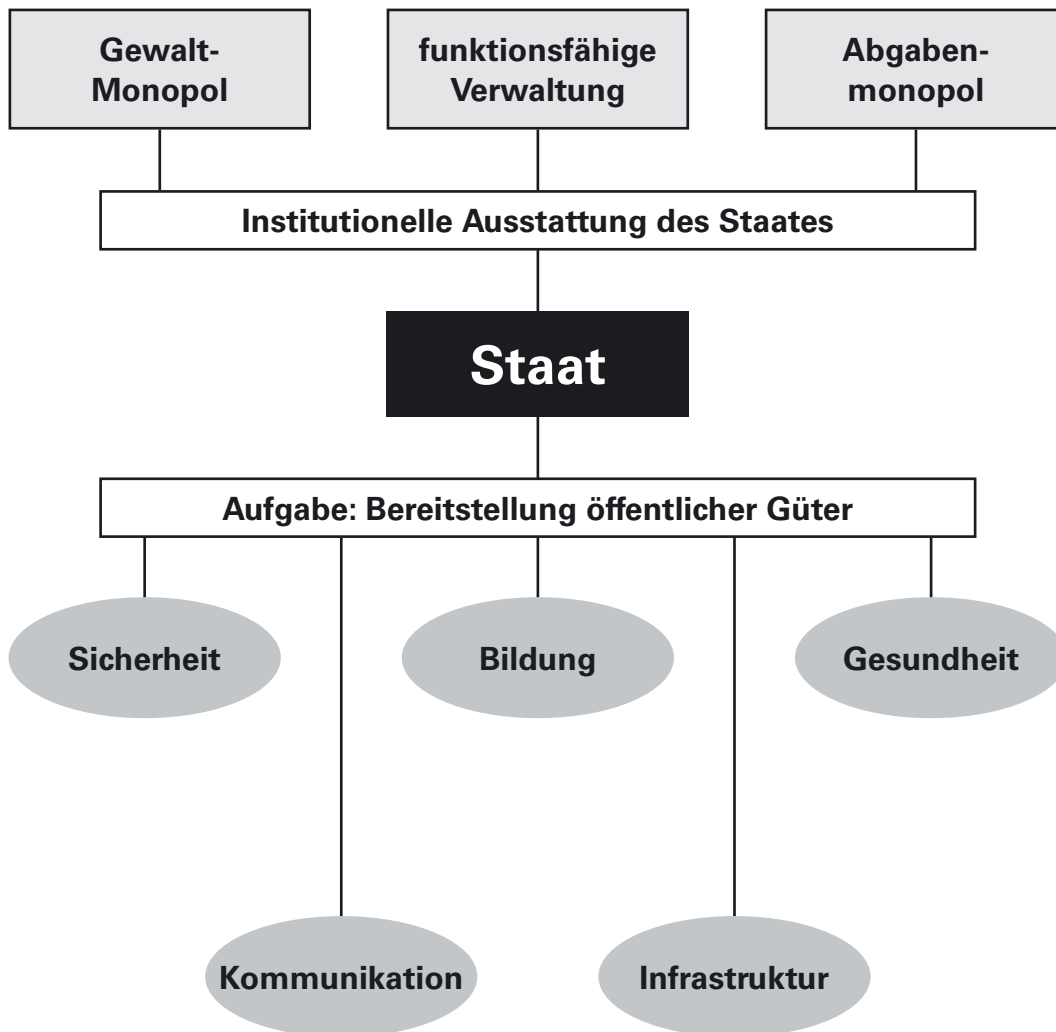 Gewalt-
Monopol
funktionsfähige
Verwaltung
Abgaben-
monopol
Institutionelle Ausstattung des Staates
Staat
Aufgabe: Bereitstellung öffentlicher Güter
Sicherheit
Bildung
Gesundheit
Kommunikation
Infrastruktur